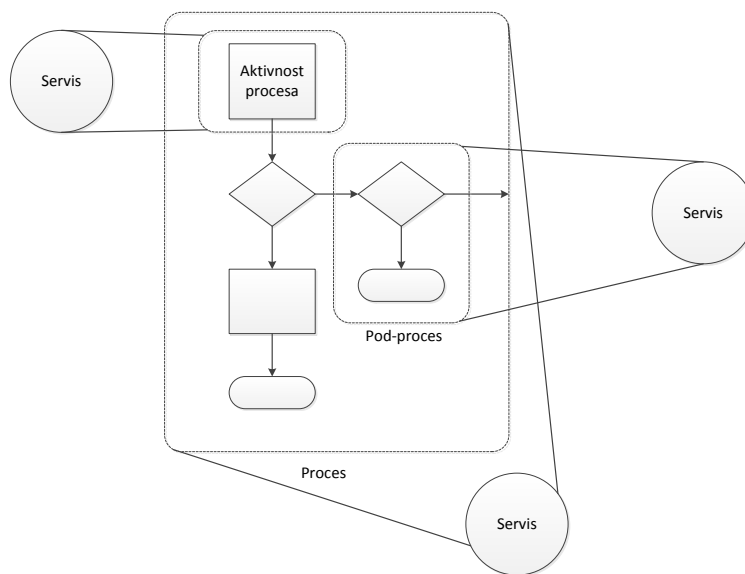 Servis
Aktivnost
procesa
Servis
Pod-proces
Proces
Servis